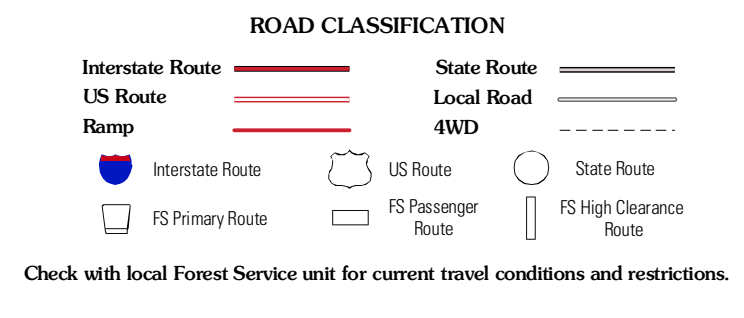 ROAD CLASSIFICATION
Interstate Route
State Route
US Route
Local Road
Ramp
4WD
Interstate Route
US Route
State Route
FS Primary Route
FS Passenger
Route
FS High Clearance
Route
Check with local Forest Service unit for current travel conditions and restrictions.